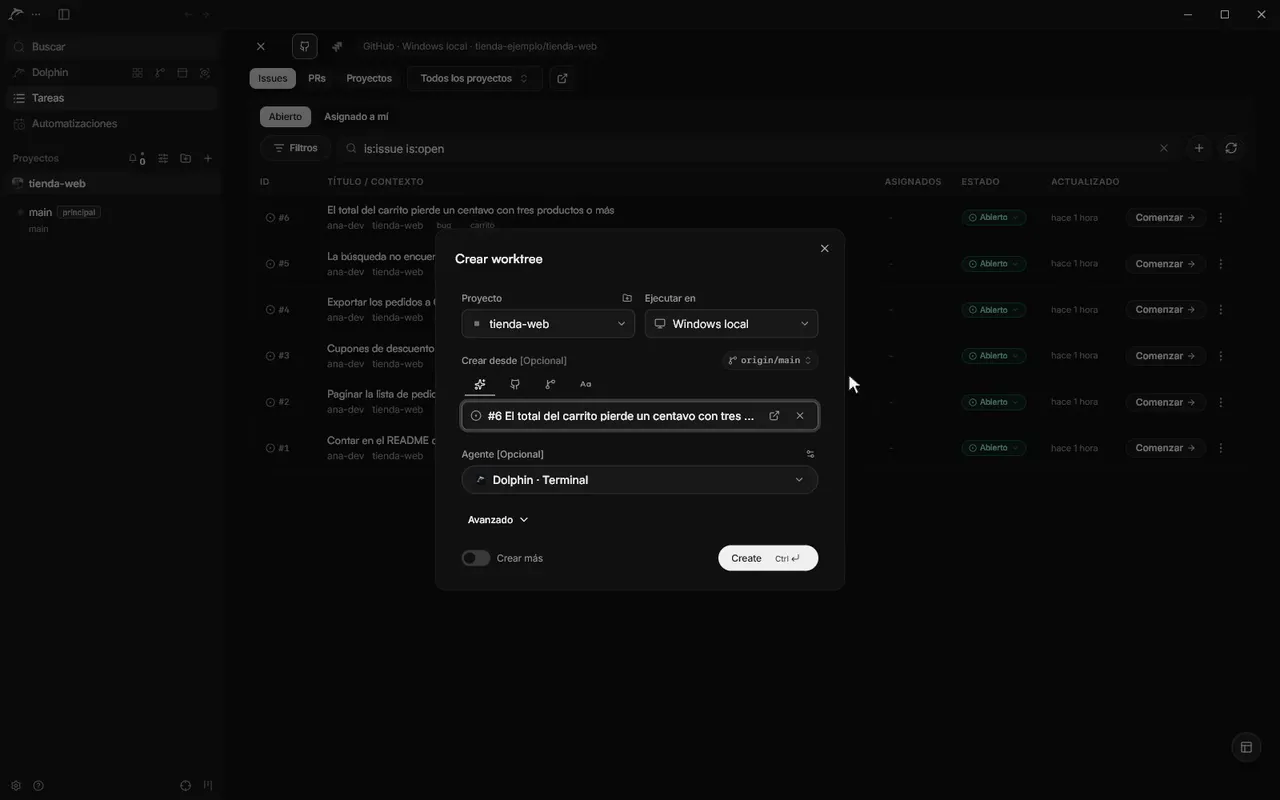 Buscar
Dolphin
Tareas
Automatizaciones
Proyectos
0
tienda-web
main principal
main
GitHub · Windows local · tienda-ejemplo/tienda-web
Issues PRs Proyectos Todos los proyectos
Abierto Asignado a mí
Filtros is:issue is:open
ID TÍTULO / CONTEXTO ASIGNADOS ESTADO ACTUALIZADO
#6 El total del carrito pierde un centavo con tres productos o más - Abierto hace 1 hora Comenzar →
ana-dev tienda-web bug carrito
#5 La búsqueda no encuen - Abierto hace 1 hora Comenzar →
ana-dev tienda-web
#4 Exportar los pedidos a - Abierto hace 1 hora Comenzar →
ana-dev tienda-web
#3 Cupones de descuento - Abierto hace 1 hora Comenzar →
ana-dev tienda-web
#2 Paginar la lista de pedid - Abierto hace 1 hora Comenzar →
ana-dev tienda-web
#1 Contar en el README - Abierto hace 1 hora Comenzar →
ana-dev tienda-web
Crear worktree
Proyecto Ejecutar en
tienda-web Windows local
Crear desde [Opcional] origin/main
Aa
#6 El total del carrito pierde un centavo con tres ...
Agente [Opcional]
Dolphin · Terminal
Avanzado
Crear más Create Ctrl ↵